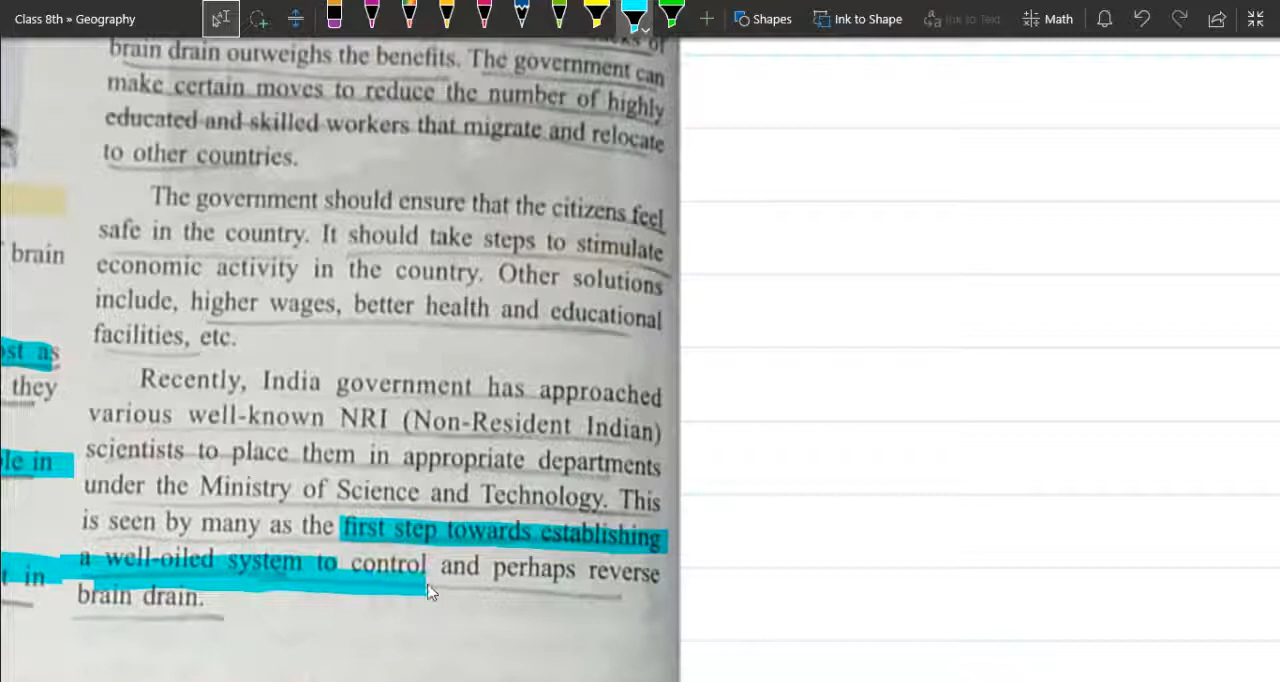 Class 8th » Geography
Shapes
Ink to Shape
Ink to Text
Math
of
brain drain outweighs the benefits. The government can
make certain moves to reduce the number of highly
educated and skilled workers that migrate and relocate
to other countries.
The government should ensure that the citizens feel
safe in the country. It should take steps to stimulate
economic activity in the country. Other solutions
include, higher wages, better health and educational
facilities, etc.
Recently, India government has approached
various well-known NRI (Non-Resident Indian)
scientists to place them in appropriate departments
under the Ministry of Science and Technology. This
is seen by many as the first step towards establishing
a well-oiled system to control and perhaps reverse
brain drain.
brain
as
they
in
in